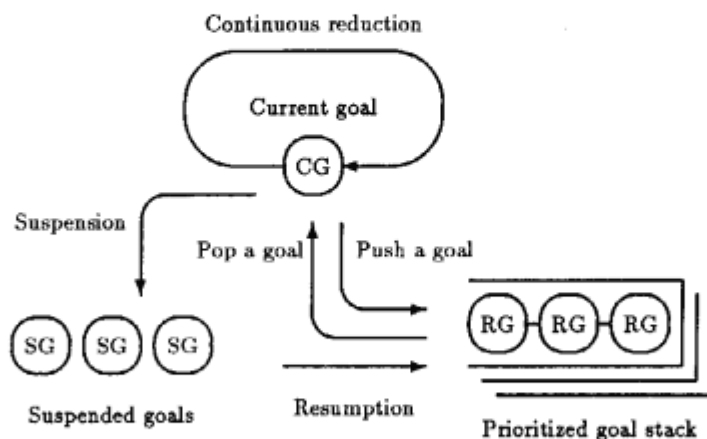 Continuous reduction
Current goal
CG
Suspension
Pop a goal
Push a goal
SG SG SG
RG RG RG
Suspended goals
Resumption
Prioritized goal stack